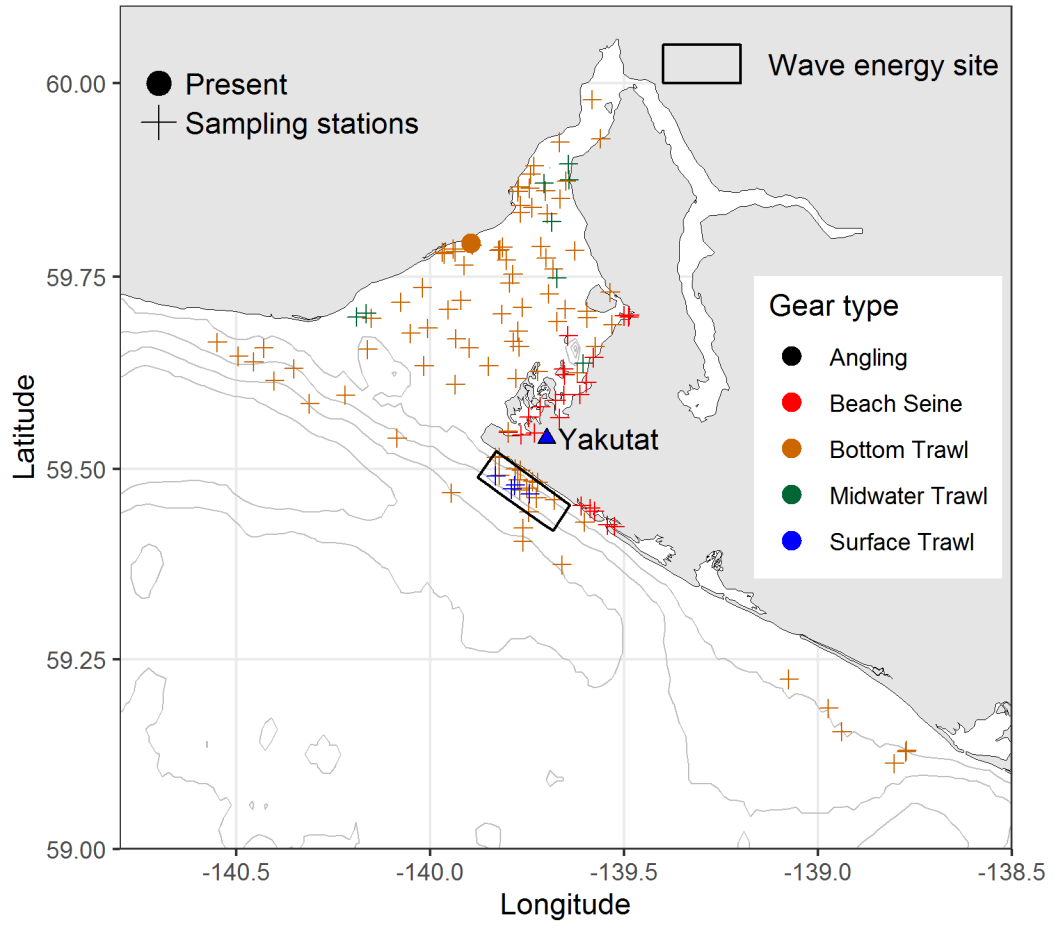 Present
Sampling stations
Wave energy site
60.00
59.75
59.50
59.25
59.00
Latitude
Gear type
Angling
Beach Seine
Bottom Trawl
Midwater Trawl
Surface Trawl
Yakutat
-140.5
-140.0
-139.5
-139.0
-138.5
Longitude